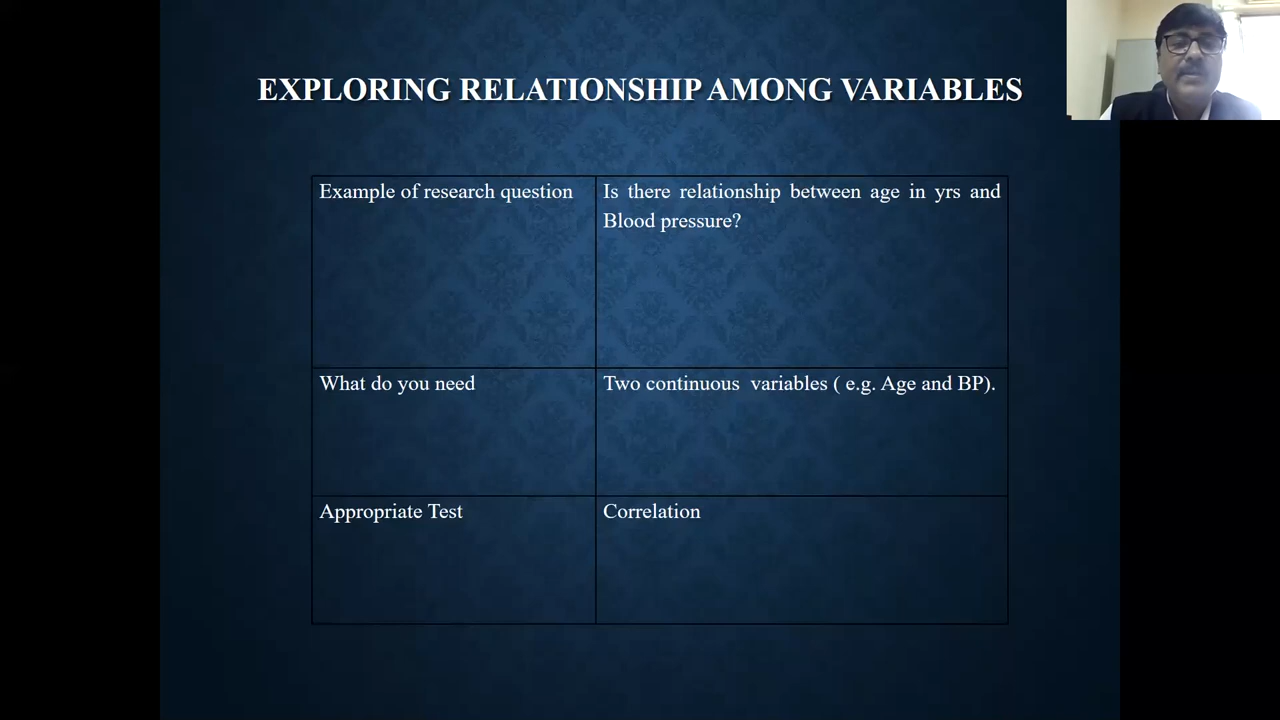 EXPLORING RELATIONSHIP AMONG VARIABLES
Example of research question
Is there relationship between age in yrs and
Blood pressure?
What do you need
Two continuous variables ( e.g. Age and BP).
Appropriate Test
Correlation